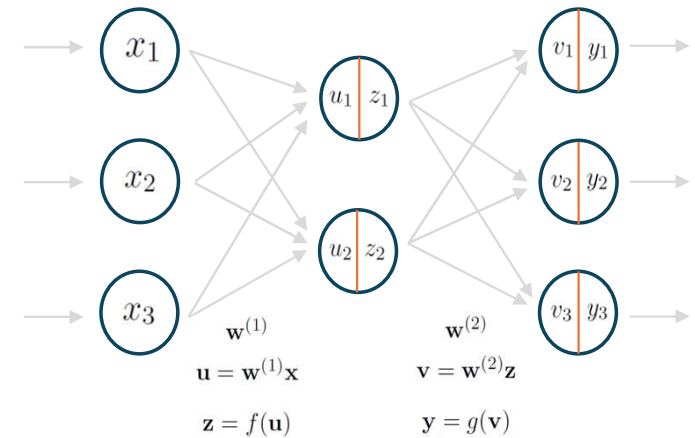 x₁
u₁ z₁
v₁ y₁
x₂
v₂ y₂
u₂ z₂
x₃
v₃ y₃
w⁽¹⁾
u = w⁽¹⁾x
z = f(u)
w⁽²⁾
v = w⁽²⁾z
y = g(v)